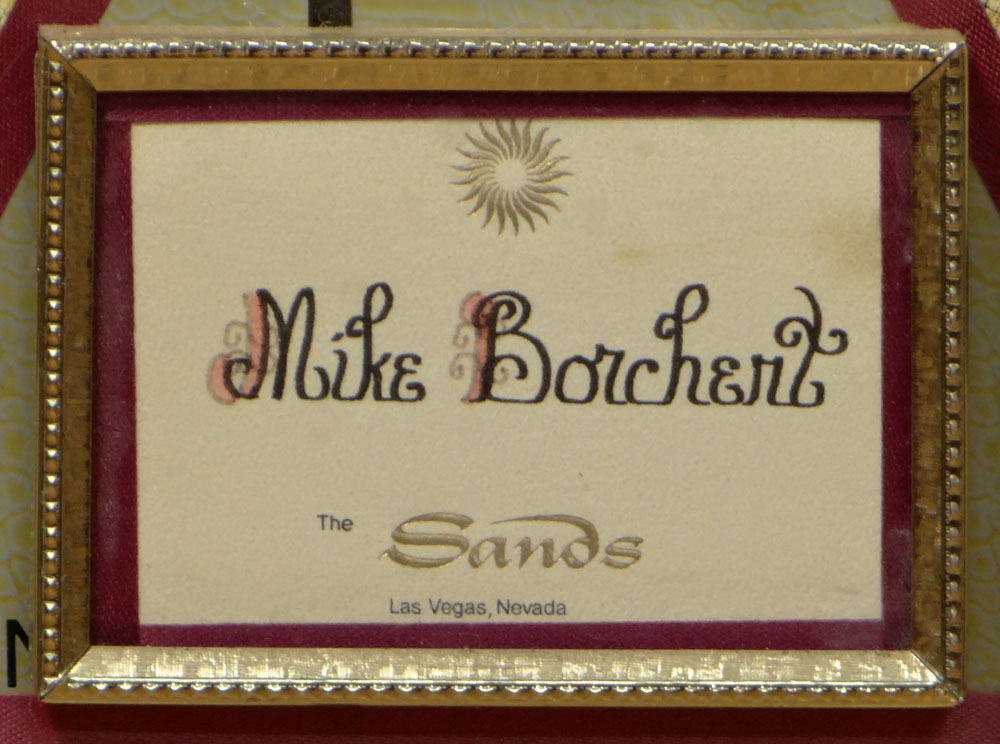 Mike Borchert
The Sands
Las Vegas, Nevada
N